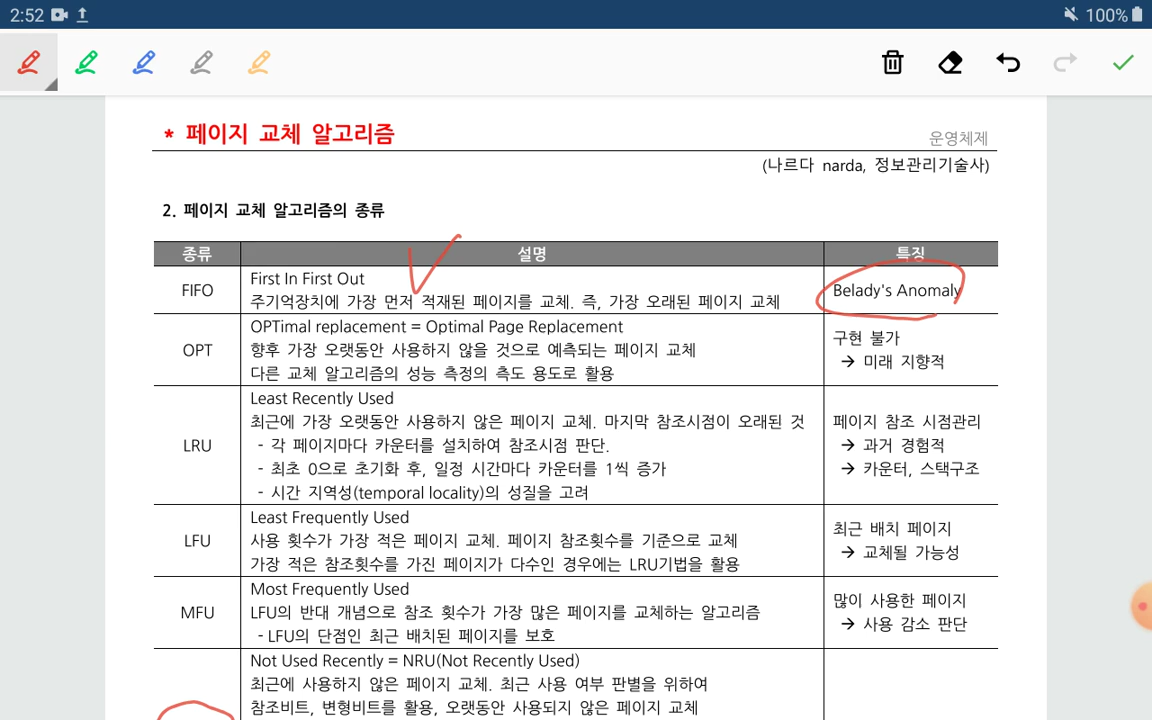 2:52
100%
* 페이지 교체 알고리즘
운영체제
(나르다 narda, 정보관리기술사)
2. 페이지 교체 알고리즘의 종류
종류 설명 특징
FIFO
First In First Out
주기억장치에 가장 먼저 적재된 페이지를 교체. 즉, 가장 오래된 페이지 교체
Belady's Anomaly
OPT
OPTimal replacement = Optimal Page Replacement
향후 가장 오랫동안 사용하지 않을 것으로 예측되는 페이지 교체
다른 교체 알고리즘의 성능 측정의 측도 용도로 활용
구현 불가
→ 미래 지향적
LRU
Least Recently Used
최근에 가장 오랫동안 사용하지 않은 페이지 교체. 마지막 참조시점이 오래된 것
- 각 페이지마다 카운터를 설치하여 참조시점 판단.
- 최초 0으로 초기화 후, 일정 시간마다 카운터를 1씩 증가
- 시간 지역성(temporal locality)의 성질을 고려
페이지 참조 시점관리
→ 과거 경험적
→ 카운터, 스택구조
LFU
Least Frequently Used
사용 횟수가 가장 적은 페이지 교체. 페이지 참조횟수를 기준으로 교체
가장 적은 참조횟수를 가진 페이지가 다수인 경우에는 LRU기법을 활용
최근 배치 페이지
→ 교체될 가능성
MFU
Most Frequently Used
LFU의 반대 개념으로 참조 횟수가 가장 많은 페이지를 교체하는 알고리즘
- LFU의 단점인 최근 배치된 페이지를 보호
많이 사용한 페이지
→ 사용 감소 판단
Not Used Recently = NRU(Not Recently Used)
최근에 사용하지 않은 페이지 교체. 최근 사용 여부 판별을 위하여
참조비트, 변형비트를 활용, 오랫동안 사용되지 않은 페이지 교체